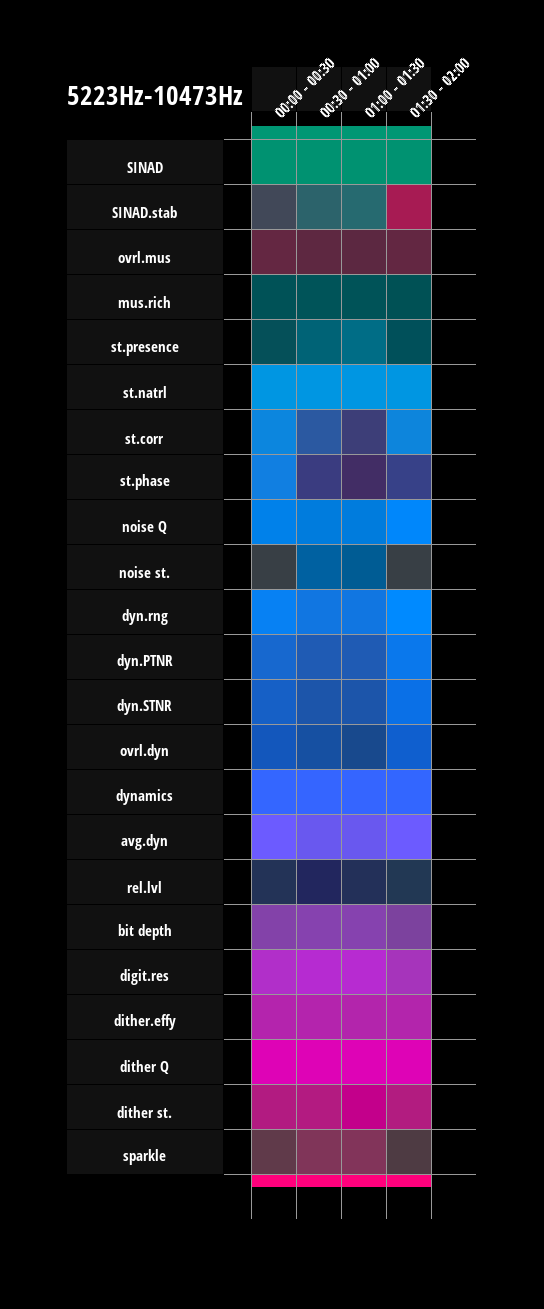 5223Hz-10473Hz
00:00 - 00:30
00:30 - 01:00
01:00 - 01:30
01:30 - 02:00
SINAD
SINAD.stab
ovrl.mus
mus.rich
st.presence
st.natrl
st.corr
st.phase
noise Q
noise st.
dyn.rng
dyn.PTNR
dyn.STNR
ovrl.dyn
dynamics
avg.dyn
rel.lvl
bit depth
digit.res
dither.effy
dither Q
dither st.
sparkle